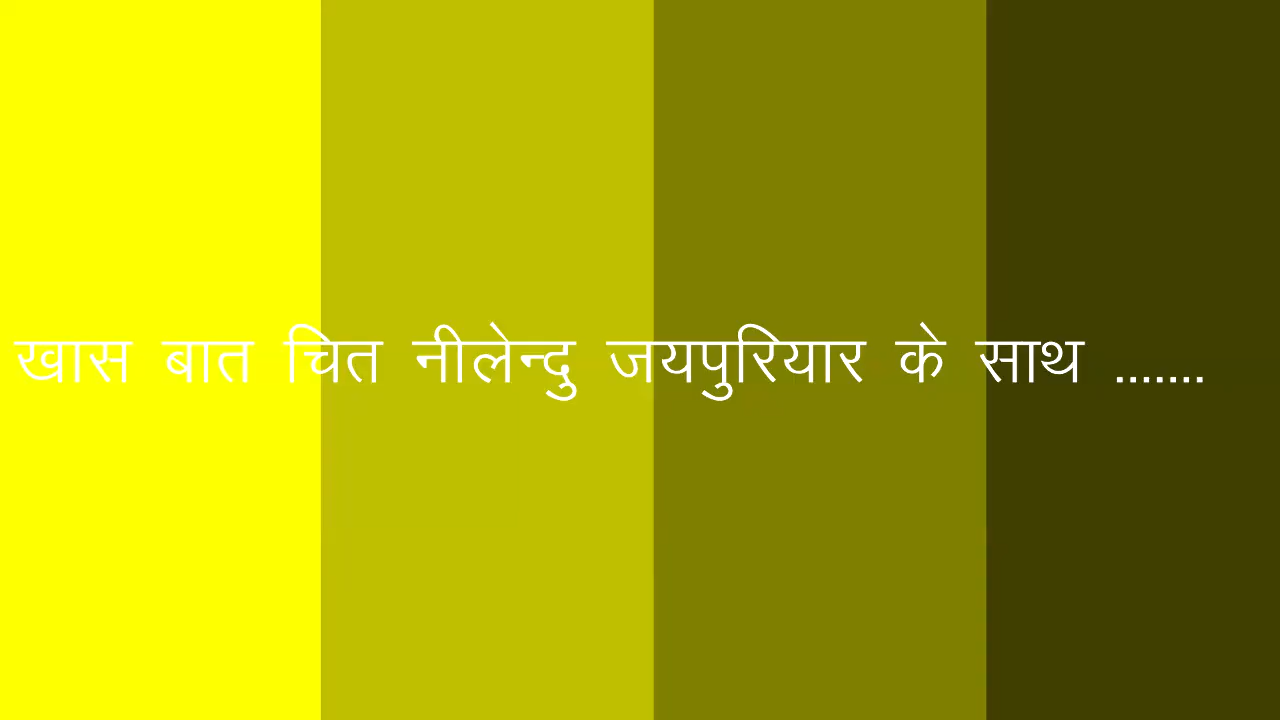 खास बात चित नीलेन्दु जयपुरियार के साथ .......